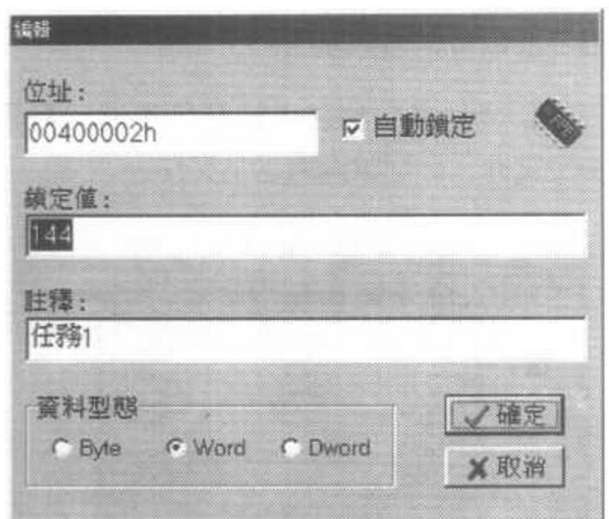 編輯
位址：
00400002h
自動鎖定
鎖定值：
144
註釋：
任務1
資料型態
Byte Word Dword
確定
取消